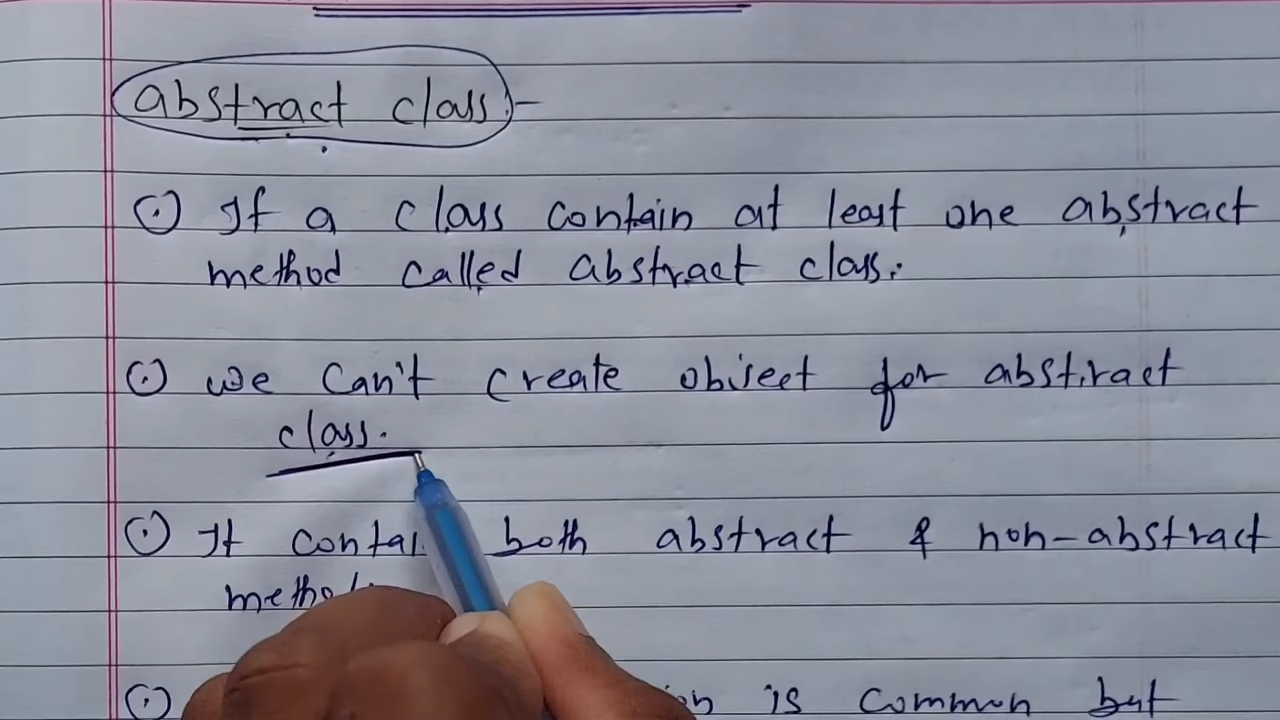 abstract class :-
⊙ If a class contain at least one abstract
method called abstract class.
⊙ we can't create object for abstract
class.
⊙ It both abstract & non-abstract
⊙ is common but